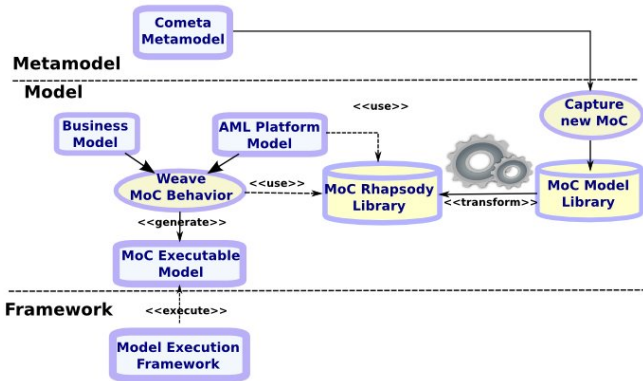 Cometa
Metamodel
Metamodel
Model
<<use>>
Business
Model
AML Platform
Model
Capture
new MoC
Weave
MoC Behavior
<<use>>
MoC Rhapsody
Library
<<transform>>
MoC Model
Library
<<generate>>
MoC Executable
Model
Framework
<<execute>>
Model Execution
Framework